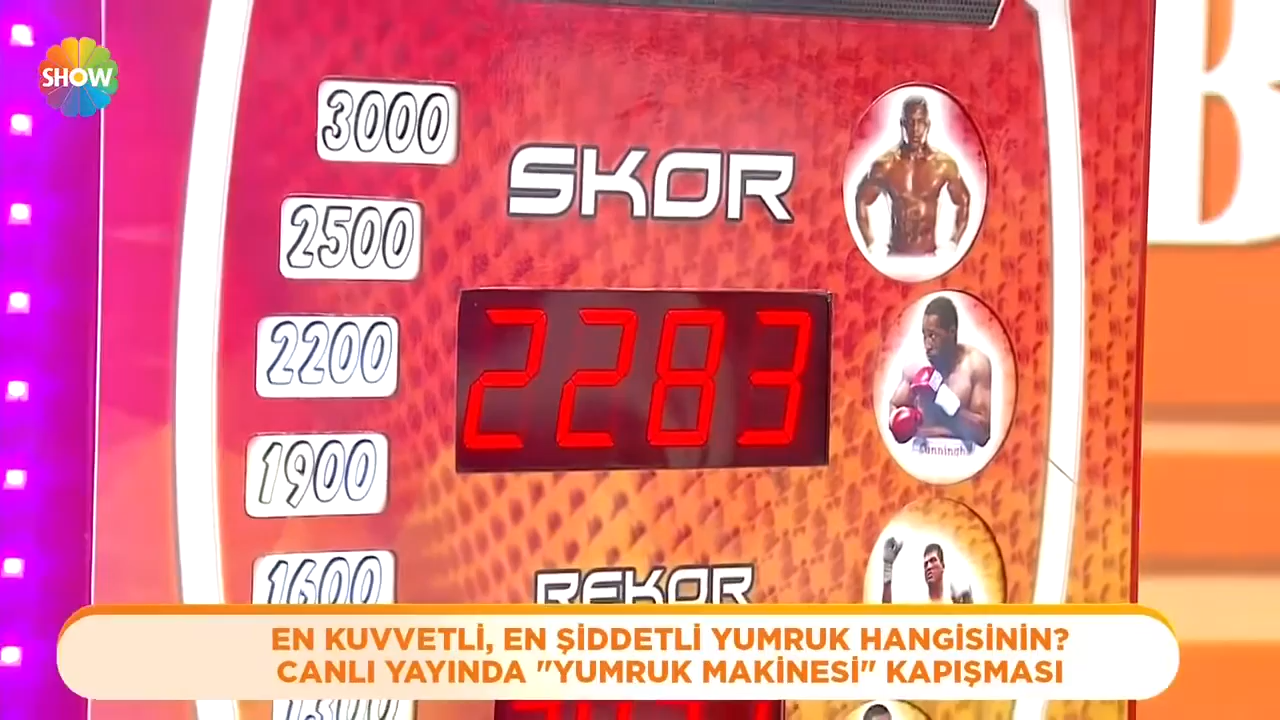 SHOW
3000
SKOR
2500
2283
2200
1900
1600
REKOR
EN KUVVETLİ, EN ŞİDDETLİ YUMRUK HANGİSİNİN?
CANLI YAYINDA "YUMRUK MAKİNESİ" KAPIŞMASI
1300